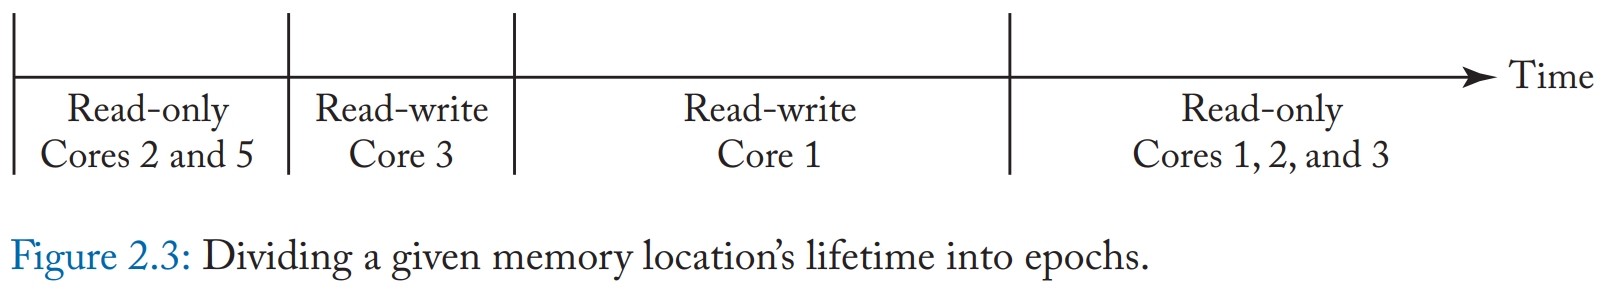 Time
Read-only
Cores 2 and 5
Read-write
Core 3
Read-write
Core 1
Read-only
Cores 1, 2, and 3
Figure 2.3: Dividing a given memory location’s lifetime into epochs.